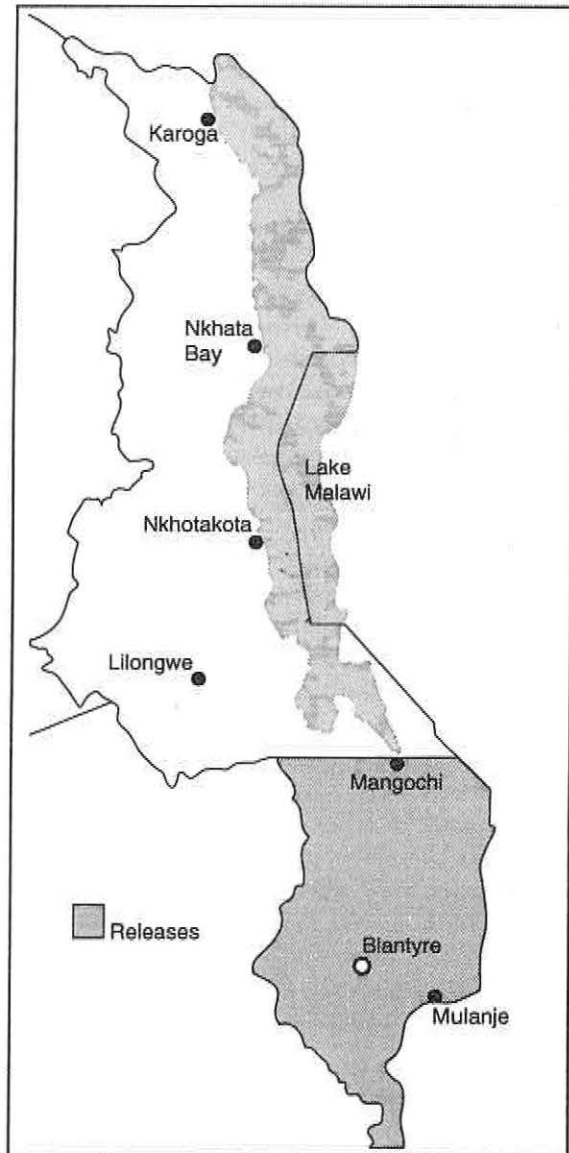 Karoga
Nkhata
Bay
Lake
Malawi
Nkhotakota
Lilongwe
Mangochi
Releases
Blantyre
Mulanje